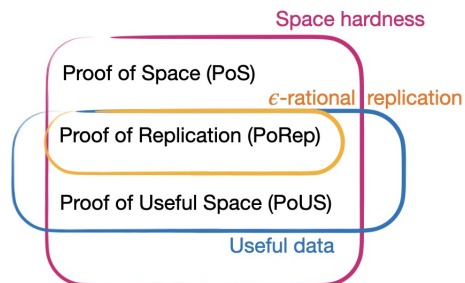 Space hardness
Proof of Space (PoS)
ϵ-rational replication
Proof of Replication (PoRep)
Proof of Useful Space (PoUS)
Useful data